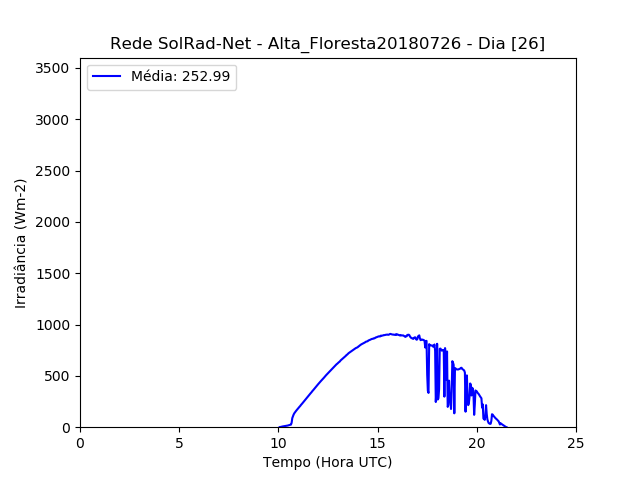 Rede SolRad-Net - Alta_Floresta20180726 - Dia [26]
Média: 252.99
3500
3000
2500
2000
1500
1000
500
0
Irradiância (Wm-2)
0 5 10 15 20 25
Tempo (Hora UTC)